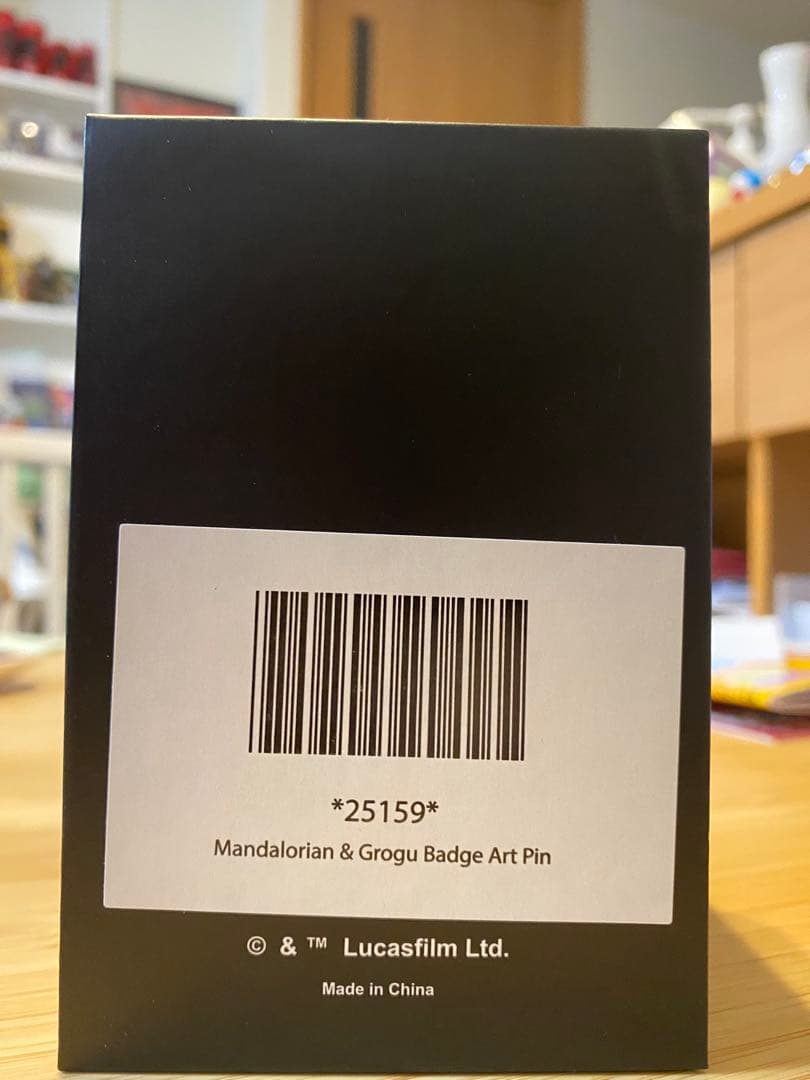 *25159*
Mandalorian & Grogu Badge Art Pin
© & ™ Lucasfilm Ltd.
Made in China